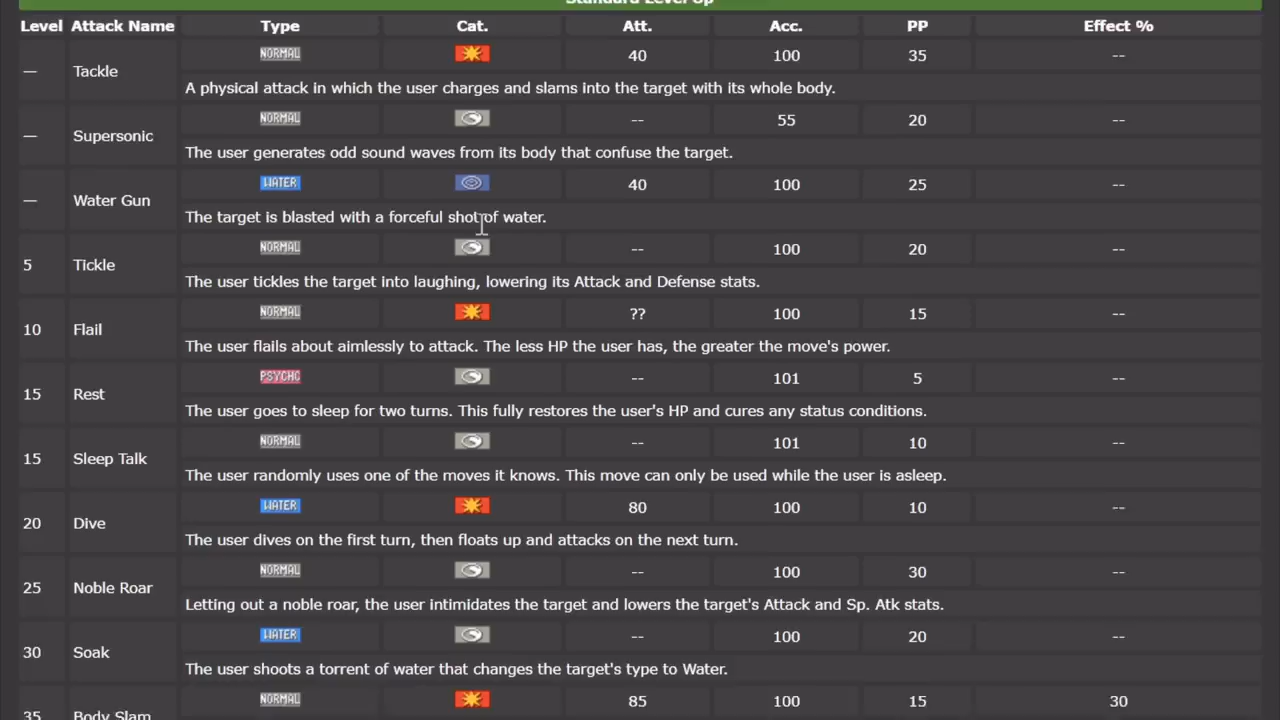 Standard Level Up
Level Attack Name Type Cat. Att. Acc. PP Effect %
— Tackle NORMAL 40 100 35 --
A physical attack in which the user charges and slams into the target with its whole body.
— Supersonic NORMAL -- 55 20 --
The user generates odd sound waves from its body that confuse the target.
— Water Gun WATER 40 100 25 --
The target is blasted with a forceful shot of water.
5 Tickle NORMAL -- 100 20 --
The user tickles the target into laughing, lowering its Attack and Defense stats.
10 Flail NORMAL ?? 100 15 --
The user flails about aimlessly to attack. The less HP the user has, the greater the move's power.
15 Rest PSYCHC -- 101 5 --
The user goes to sleep for two turns. This fully restores the user's HP and cures any status conditions.
15 Sleep Talk NORMAL -- 101 10 --
The user randomly uses one of the moves it knows. This move can only be used while the user is asleep.
20 Dive WATER 80 100 10 --
The user dives on the first turn, then floats up and attacks on the next turn.
25 Noble Roar NORMAL -- 100 30 --
Letting out a noble roar, the user intimidates the target and lowers the target's Attack and Sp. Atk stats.
30 Soak WATER -- 100 20 --
The user shoots a torrent of water that changes the target's type to Water.
35 Body Slam NORMAL 85 100 15 30